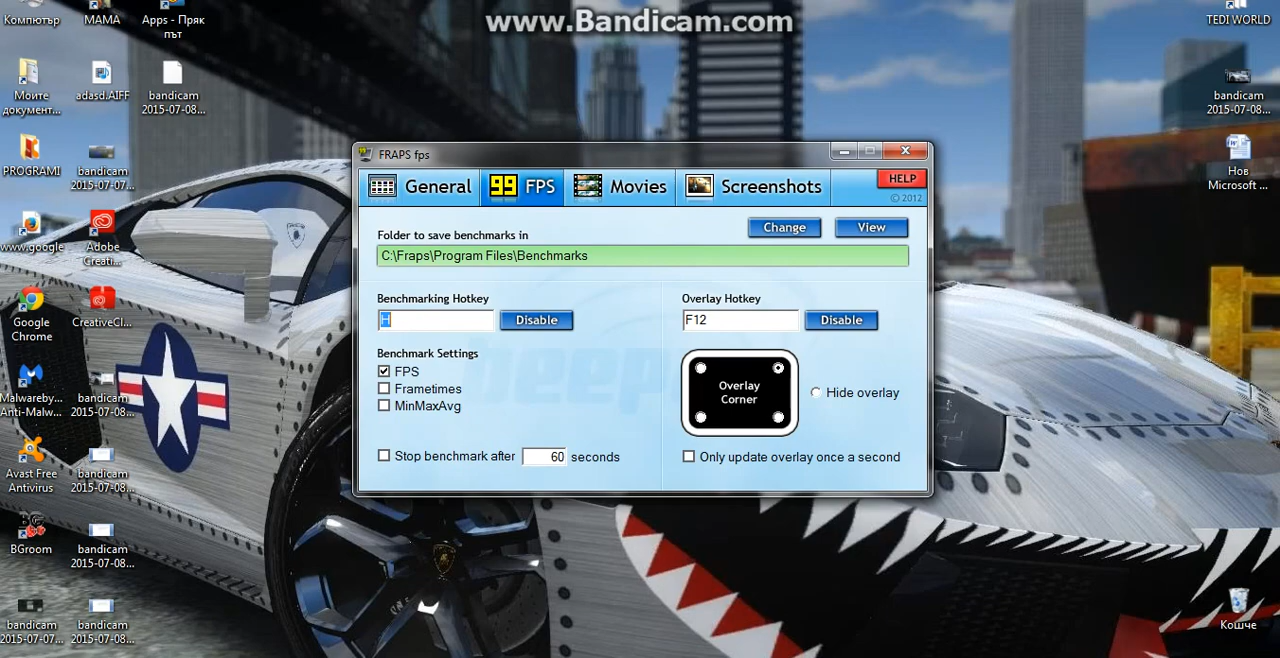 www.Bandicam.com
Компютър
MAMA
Apps - Пряк
път
TEDI WORLD
Моите
документ...
adasd.AIFF
bandicam
2015-07-08...
bandicam
2015-07-08...
PROGRAMI
bandicam
2015-07-07...
Нов
Microsoft ...
www.google
Adobe
Creati...
Google
Chrome
CreativeCl...
Malwareby...
Anti-Malw...
bandicam
2015-07-08...
Avast Free
Antivirus
bandicam
2015-07-08...
BGroom
bandicam
2015-07-08...
bandicam
2015-07-07...
bandicam
2015-07-08...
Кошче
FRAPS fps
General
99 FPS
Movies
Screenshots
HELP
© 2012
Folder to save benchmarks in
Change
View
C:\Fraps\Program Files\Benchmarks
Benchmarking Hotkey
Overlay Hotkey
H
Disable
F12
Disable
Benchmark Settings
FPS
Frametimes
MinMaxAvg
Overlay
Corner
Hide overlay
Stop benchmark after 60 seconds
Only update overlay once a second